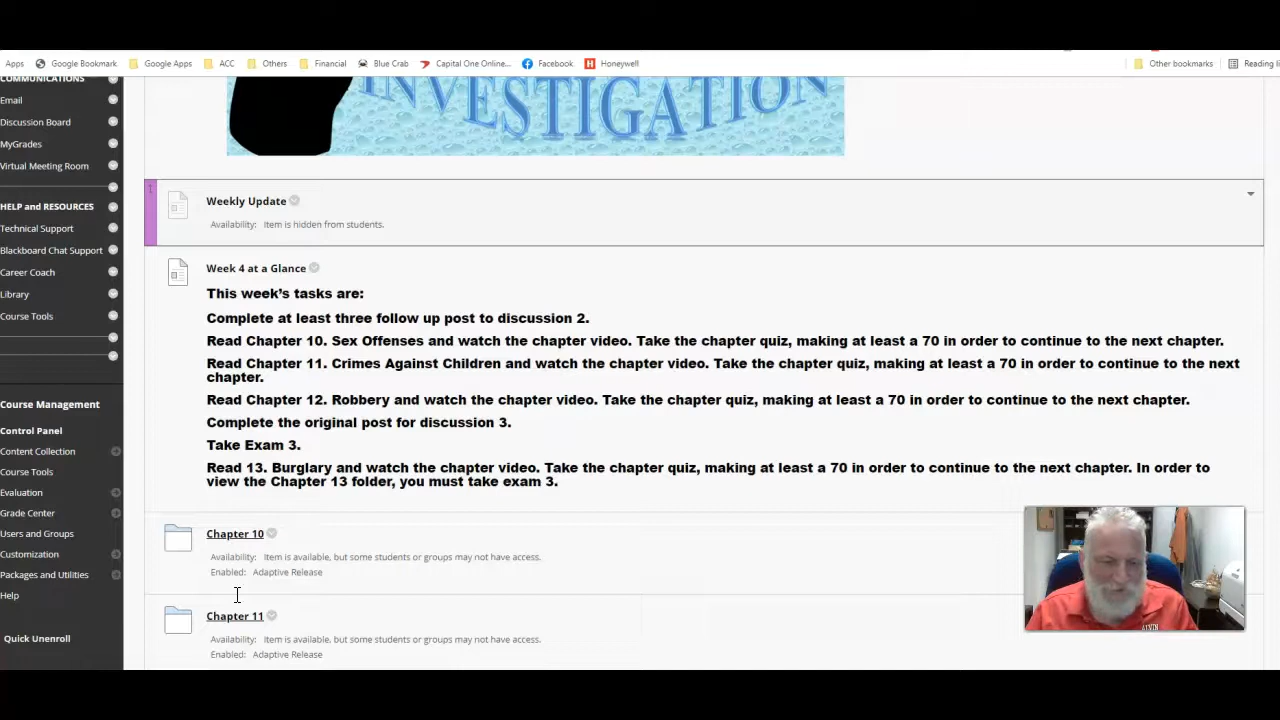 Apps Google Bookmark Google Apps ACC Others Financial Blue Crab Capital One Online... Facebook Honeywell Other bookmarks Reading li
COMMUNICATIONS
Email
Discussion Board
MyGrades
Virtual Meeting Room
HELP and RESOURCES
Technical Support
Blackboard Chat Support
Career Coach
Library
Course Tools
Course Management
Control Panel
Content Collection
Course Tools
Evaluation
Grade Center
Users and Groups
Customization
Packages and Utilities
Help
Quick Unenroll
INVESTIGATION
Weekly Update
Availability: Item is hidden from students.
Week 4 at a Glance
This week's tasks are:
Complete at least three follow up post to discussion 2.
Read Chapter 10. Sex Offenses and watch the chapter video. Take the chapter quiz, making at least a 70 in order to continue to the next chapter.
Read Chapter 11. Crimes Against Children and watch the chapter video. Take the chapter quiz, making at least a 70 in order to continue to the next
chapter.
Read Chapter 12. Robbery and watch the chapter video. Take the chapter quiz, making at least a 70 in order to continue to the next chapter.
Complete the original post for discussion 3.
Take Exam 3.
Read 13. Burglary and watch the chapter video. Take the chapter quiz, making at least a 70 in order to continue to the next chapter. In order to
view the Chapter 13 folder, you must take exam 3.
Chapter 10
Availability: Item is available, but some students or groups may not have access.
Enabled: Adaptive Release
Chapter 11
Availability: Item is available, but some students or groups may not have access.
Enabled: Adaptive Release
ALVIN